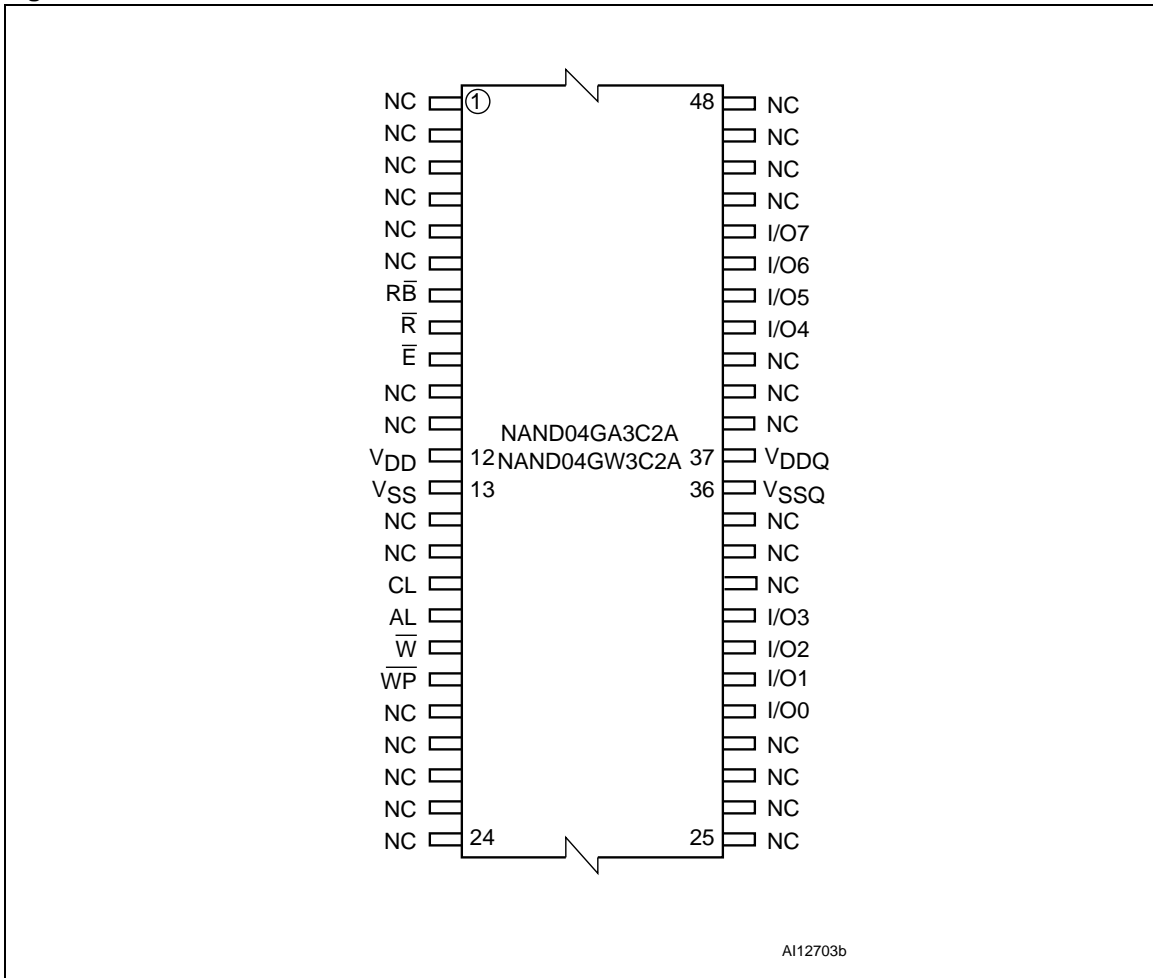 NC 1 48 NC
NC NC
NC NC
NC NC
NC I/O7
NC I/O6
RB̅ I/O5
R̅ I/O4
E̅ NC
NC NC
NC NC
NAND04GA3C2A
VDD 12 NAND04GW3C2A 37 VDDQ
VSS 13 36 VSSQ
NC NC
NC NC
CL NC
AL I/O3
W̅ I/O2
W̅P̅ I/O1
NC I/O0
NC NC
NC NC
NC NC
NC 24 25 NC
AI12703b